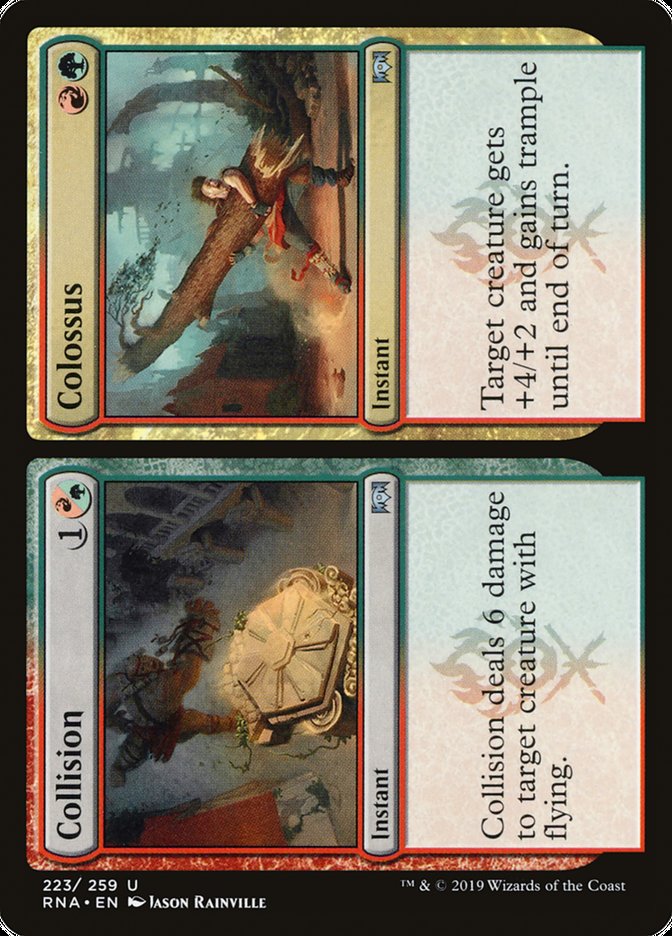 Collision 1
Instant
Collision deals 6 damage
to target creature with
flying.
Colossus
Instant
Target creature gets
+4/+2 and gains trample
until end of turn.
223/ 259 U
RNA • EN Jason Rainville
™ & © 2019 Wizards of the Coast